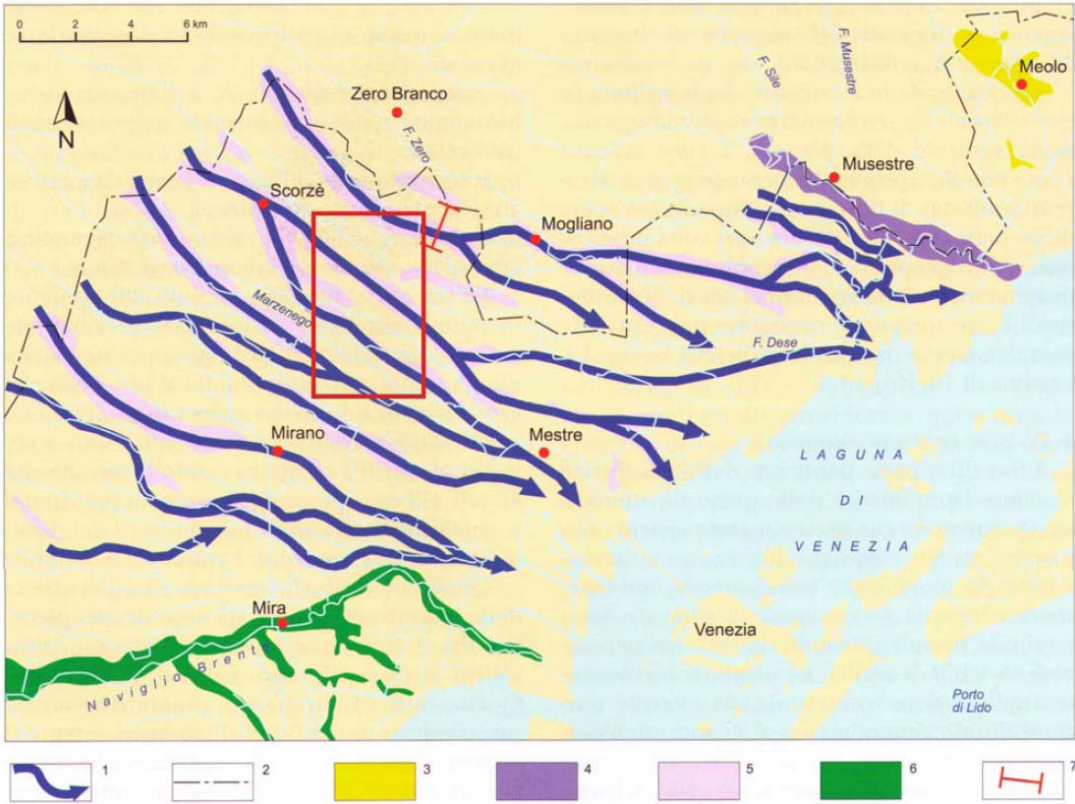 0 2 4 6 km
N
Zero Branco
F. Zero
Scorzè
Marzenego
Mogliano
F. Sile
F. Musestre
Musestre
Meolo
F. Dese
Mirano
Mestre
LAGUNA
DI
VENEZIA
Mira
Naviglio Brent
Venezia
Porto
di Lido
1 2 3 4 5 6 7